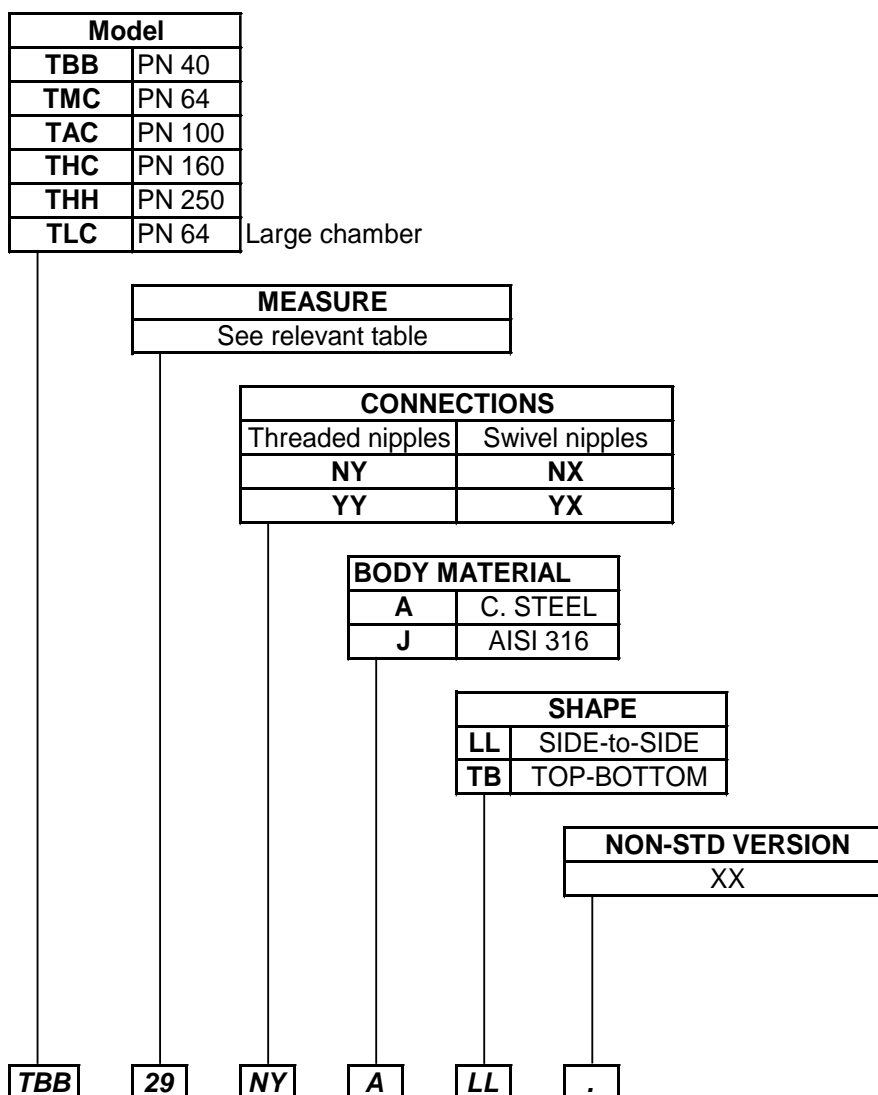 Model
TBB PN 40
TMC PN 64
TAC PN 100
THC PN 160
THH PN 250
TLC PN 64 Large chamber
MEASURE
See relevant table
CONNECTIONS
Threaded nipples Swivel nipples
NY NX
YY YX
BODY MATERIAL
A C. STEEL
J AISI 316
SHAPE
LL SIDE-to-SIDE
TB TOP-BOTTOM
NON-STD VERSION
XX
TBB 29 NY A LL .